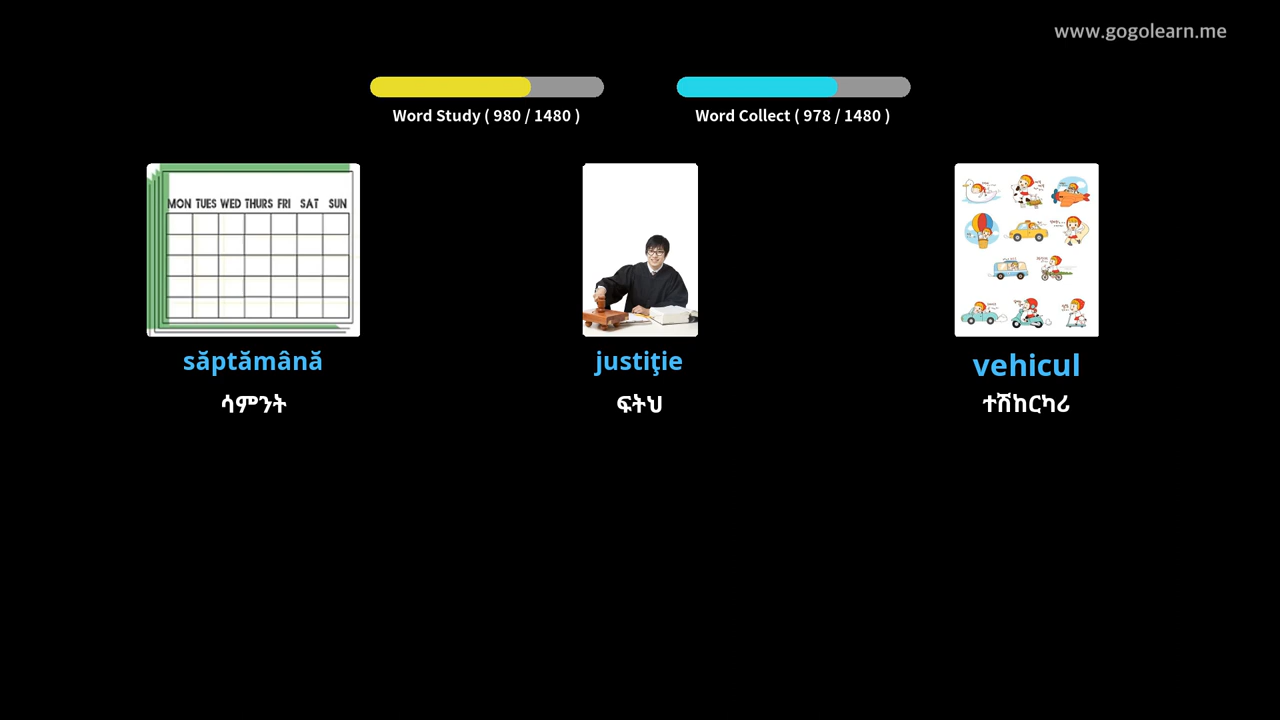 www.gogolearn.me
Word Study ( 980 / 1480 )
Word Collect ( 978 / 1480 )
MON TUES WED THURS FRI SAT SUN
săptămână
justiţie
vehicul
ሳምንት
ፍትህ
ተሽከርካሪ